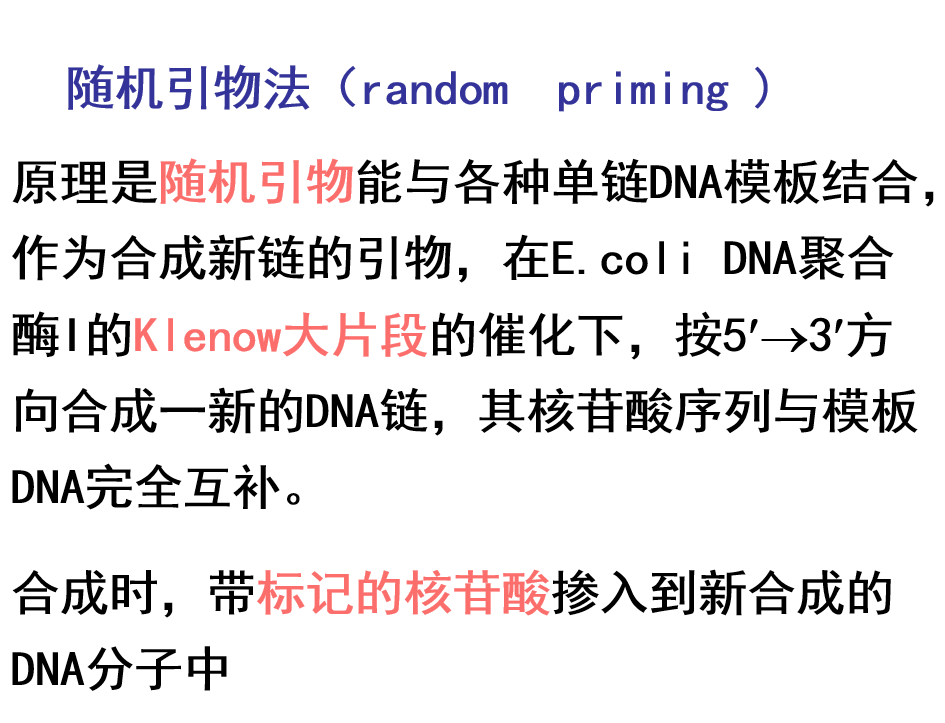 随机引物法（random  priming ）
原理是随机引物能与各种单链DNA模板结合，
作为合成新链的引物，在E.coli DNA聚合
酶I的Klenow大片段的催化下，按5′→3′方
向合成一新的DNA链，其核苷酸序列与模板
DNA完全互补。
合成时，带标记的核苷酸掺入到新合成的
DNA分子中